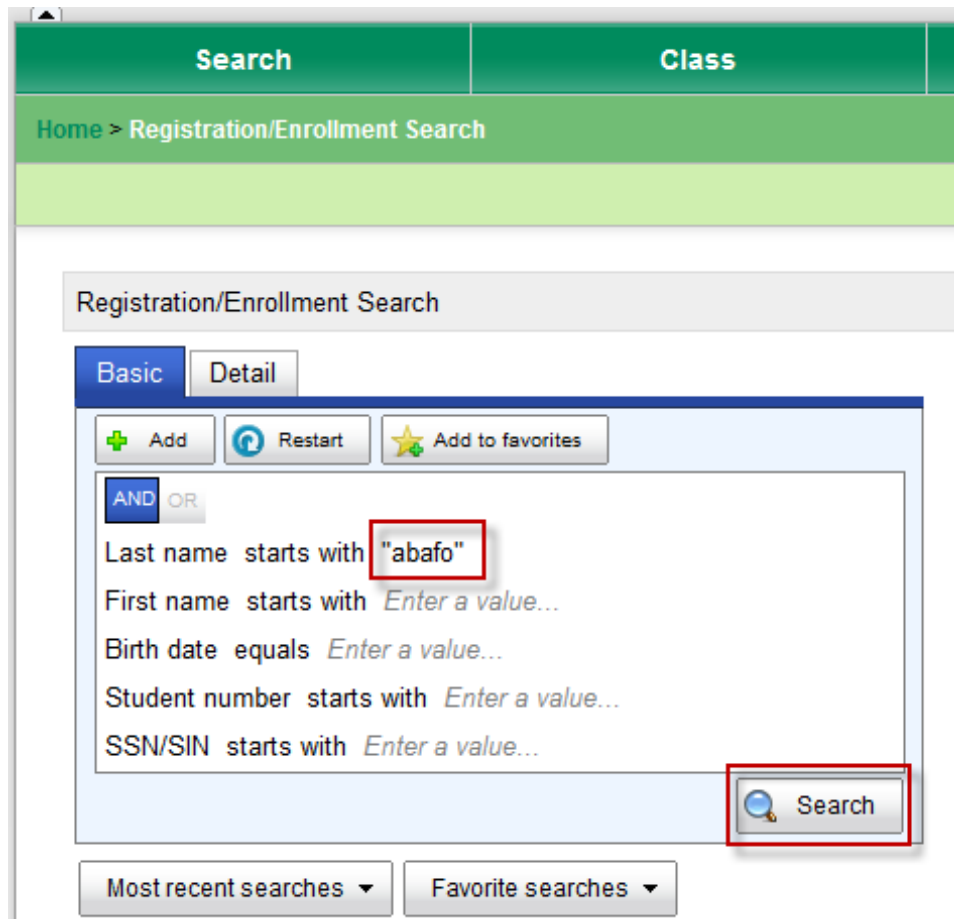 Search Class
Home > Registration/Enrollment Search
Registration/Enrollment Search
Basic Detail
Add Restart Add to favorites
AND OR
Last name starts with "abafo"
First name starts with Enter a value...
Birth date equals Enter a value...
Student number starts with Enter a value...
SSN/SIN starts with Enter a value...
Search
Most recent searches Favorite searches